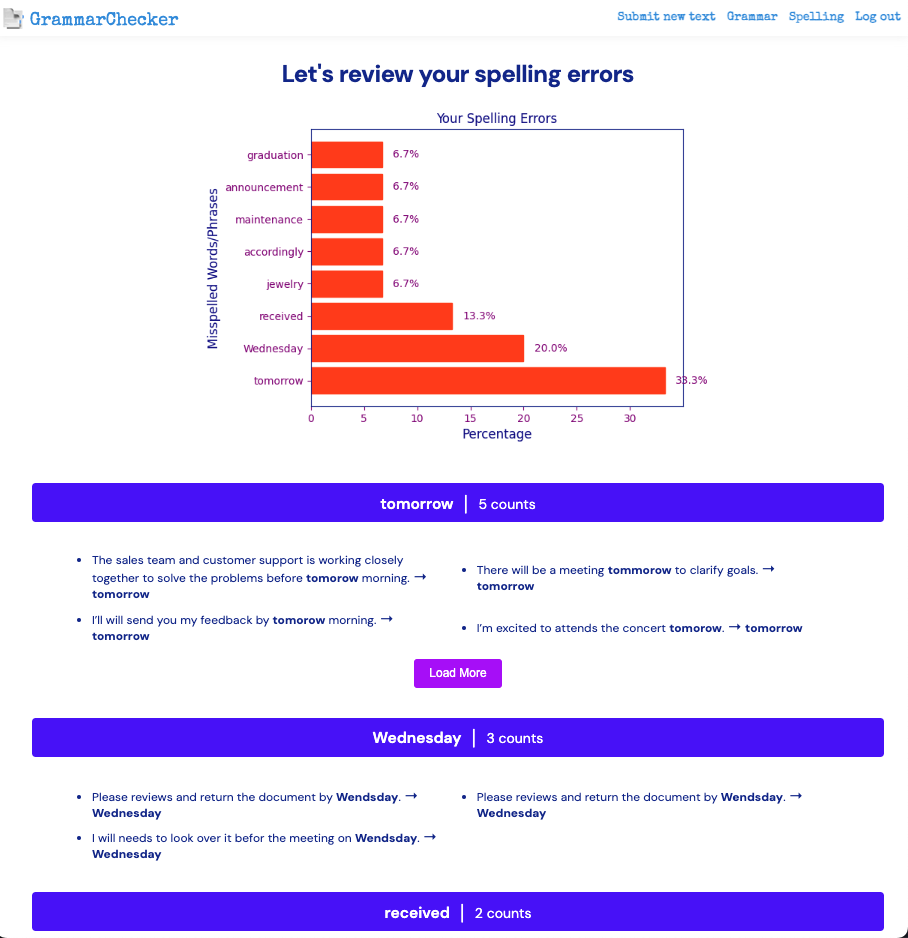 GrammarChecker
Submit new text Grammar Spelling Log out
Let's review your spelling errors
Your Spelling Errors
Misspelled Words/Phrases
graduation 6.7%
announcement 6.7%
maintenance 6.7%
accordingly 6.7%
jewelry 6.7%
received 13.3%
Wednesday 20.0%
tomorrow 33.3%
0 5 10 15 20 25 30
Percentage
tomorrow | 5 counts
• The sales team and customer support is working closely
together to solve the problems before tomorow morning. →
tomorrow
• There will be a meeting tommorow to clarify goals. →
tomorrow
• I'll will send you my feedback by tomorow morning. →
tomorrow
• I'm excited to attends the concert tomorow. → tomorrow
Load More
Wednesday | 3 counts
• Please reviews and return the document by Wendsday. →
Wednesday
• Please reviews and return the document by Wendsday. →
Wednesday
• I will needs to look over it befor the meeting on Wendsday. →
Wednesday
received | 2 counts